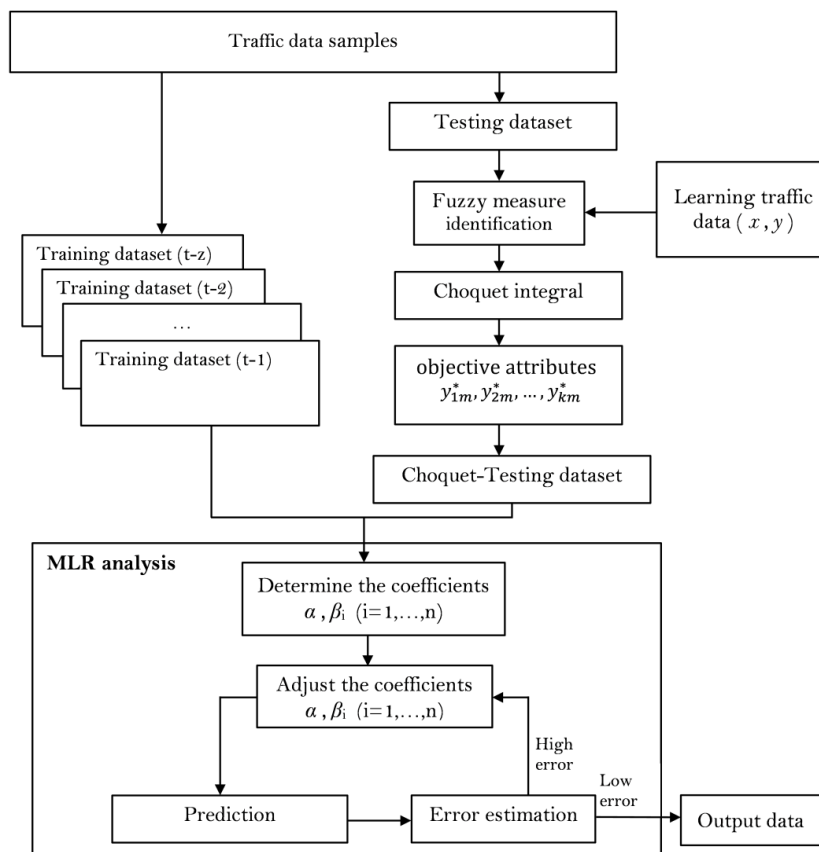 Traffic data samples
Testing dataset
Fuzzy measure
identification
Learning traffic
data ( x , y )
Training dataset (t-z)
Training dataset (t-2)
…
Training dataset (t-1)
Choquet integral
objective attributes
y*1m, y*2m, …, y*km
Choquet-Testing dataset
MLR analysis
Determine the coefficients
α , βi (i=1,…,n)
Adjust the coefficients
α , βi (i=1,…,n)
High
error
Low
error
Prediction
Error estimation
Output data